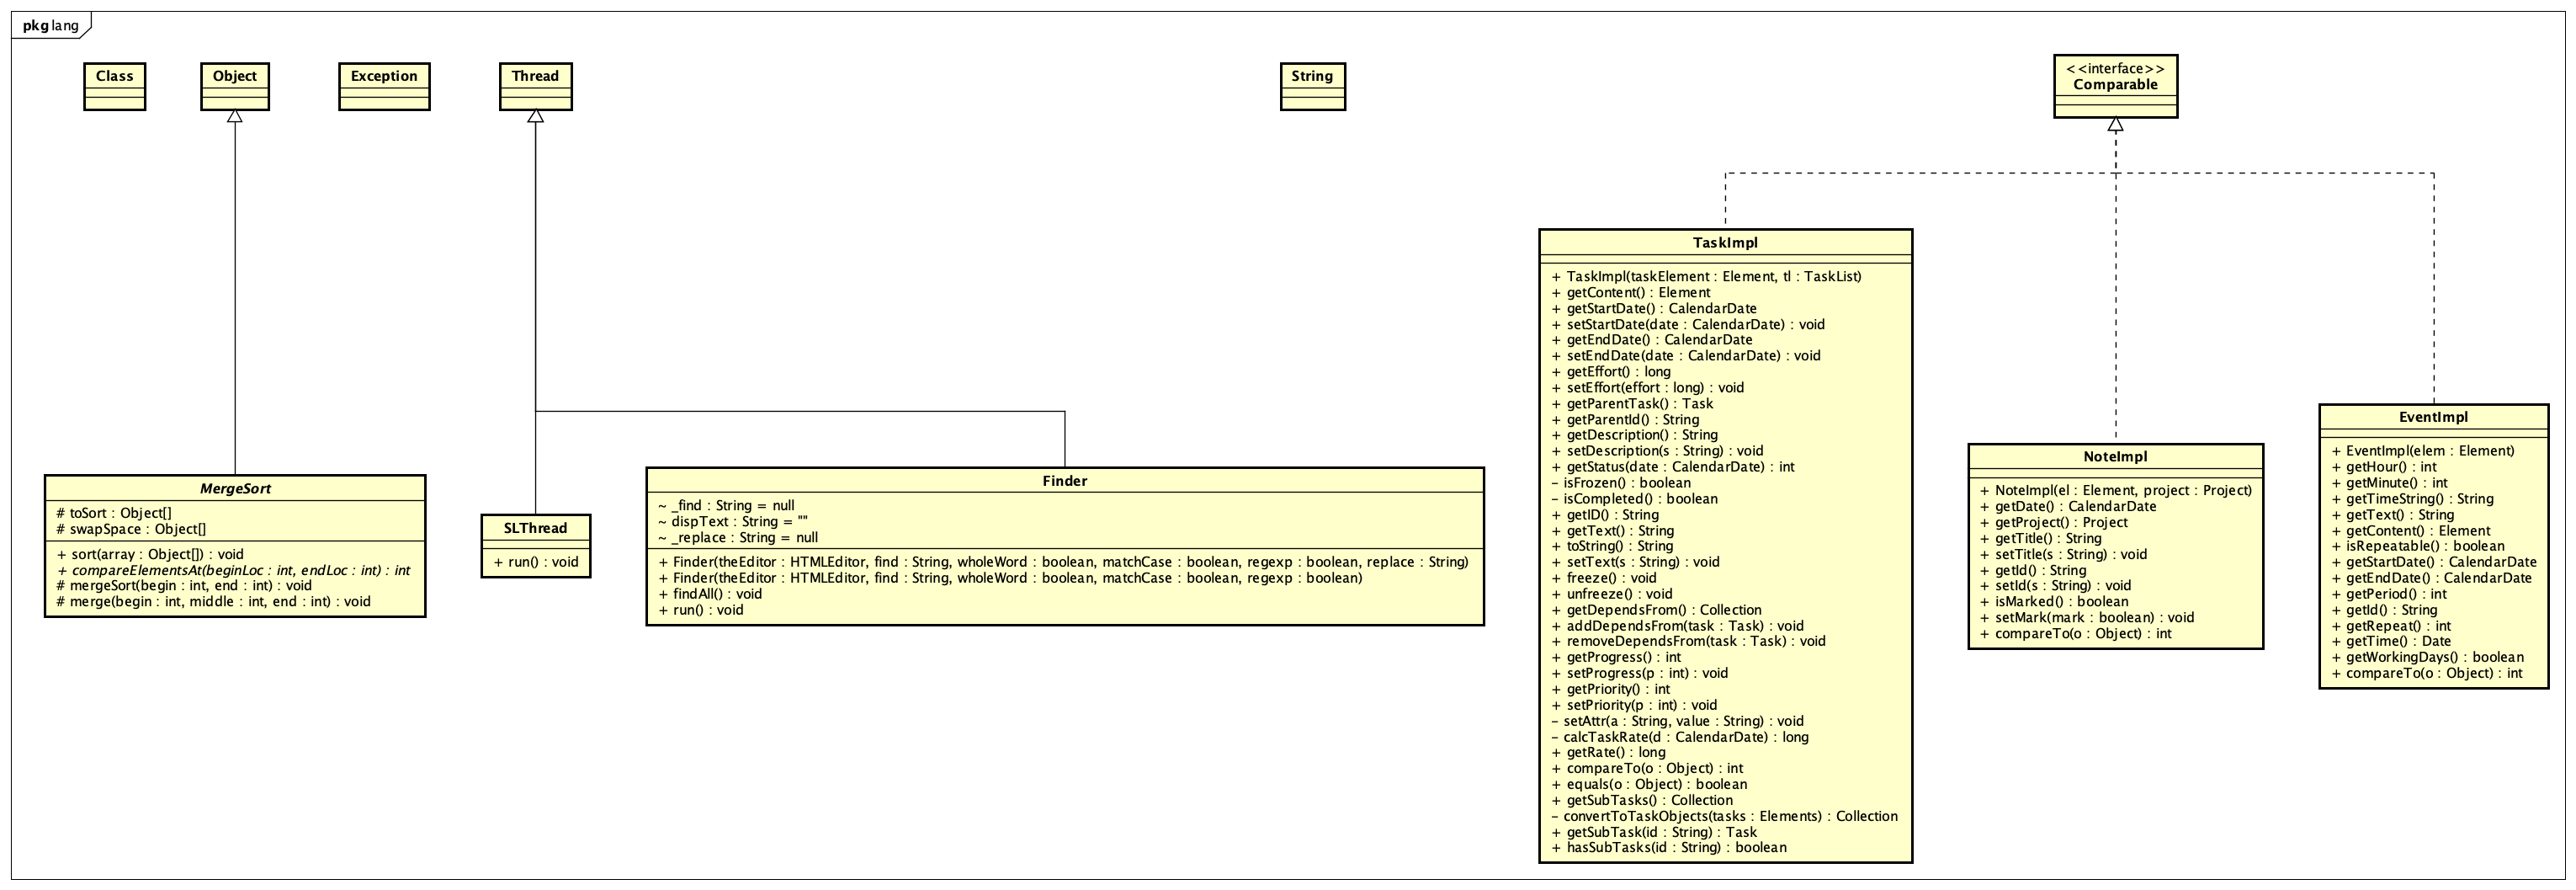 pkg lang
Class
Object
Exception
Thread
String
<<interface>>
Comparable
MergeSort
# toSort : Object[]
# swapSpace : Object[]
+ sort(array : Object[]) : void
+ compareElementsAt(beginLoc : int, endLoc : int) : int
# mergeSort(begin : int, end : int) : void
# merge(begin : int, middle : int, end : int) : void
SLThread
+ run() : void
Finder
~ _find : String = null
~ dispText : String = ""
~ _replace : String = null
+ Finder(theEditor : HTMLEditor, find : String, wholeWord : boolean, matchCase : boolean, regexp : boolean, replace : String)
+ Finder(theEditor : HTMLEditor, find : String, wholeWord : boolean, matchCase : boolean, regexp : boolean)
+ findAll() : void
+ run() : void
TaskImpl
+ TaskImpl(taskElement : Element, tl : TaskList)
+ getContent() : Element
+ getStartDate() : CalendarDate
+ setStartDate(date : CalendarDate) : void
+ getEndDate() : CalendarDate
+ setEndDate(date : CalendarDate) : void
+ getEffort() : long
+ setEffort(effort : long) : void
+ getParentTask() : Task
+ getParentId() : String
+ getDescription() : String
+ setDescription(s : String) : void
+ getStatus(date : CalendarDate) : int
- isFrozen() : boolean
- isCompleted() : boolean
+ getID() : String
+ getText() : String
+ toString() : String
+ setText(s : String) : void
+ freeze() : void
+ unfreeze() : void
+ getDependsFrom() : Collection
+ addDependsFrom(task : Task) : void
+ removeDependsFrom(task : Task) : void
+ getProgress() : int
+ setProgress(p : int) : void
+ getPriority() : int
+ setPriority(p : int) : void
- setAttr(a : String, value : String) : void
- calcTaskRate(d : CalendarDate) : long
+ getRate() : long
+ compareTo(o : Object) : int
+ equals(o : Object) : boolean
+ getSubTasks() : Collection
- convertToTaskObjects(tasks : Elements) : Collection
+ getSubTask(id : String) : Task
+ hasSubTasks(id : String) : boolean
NoteImpl
+ NoteImpl(el : Element, project : Project)
+ getDate() : CalendarDate
+ getProject() : Project
+ getTitle() : String
+ setTitle(s : String) : void
+ getId() : String
+ setId(s : String) : void
+ isMarked() : boolean
+ setMark(mark : boolean) : void
+ compareTo(o : Object) : int
EventImpl
+ EventImpl(elem : Element)
+ getHour() : int
+ getMinute() : int
+ getTimeString() : String
+ getText() : String
+ getContent() : Element
+ isRepeatable() : boolean
+ getStartDate() : CalendarDate
+ getEndDate() : CalendarDate
+ getPeriod() : int
+ getId() : String
+ getRepeat() : int
+ getTime() : Date
+ getWorkingDays() : boolean
+ compareTo(o : Object) : int